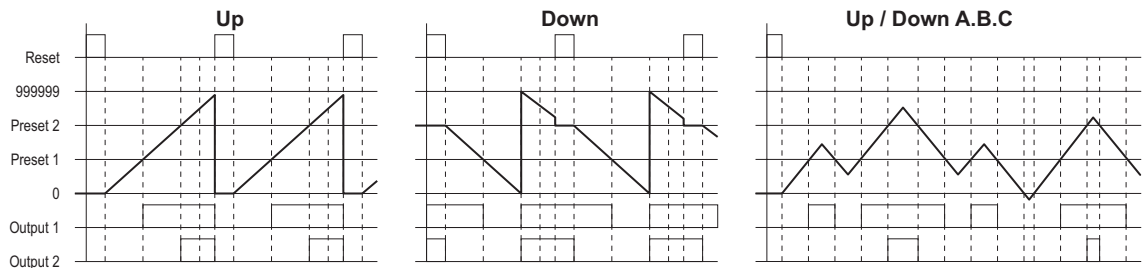 Up
Down
Up / Down A.B.C
Reset
999999
Preset 2
Preset 1
0
Output 1
Output 2